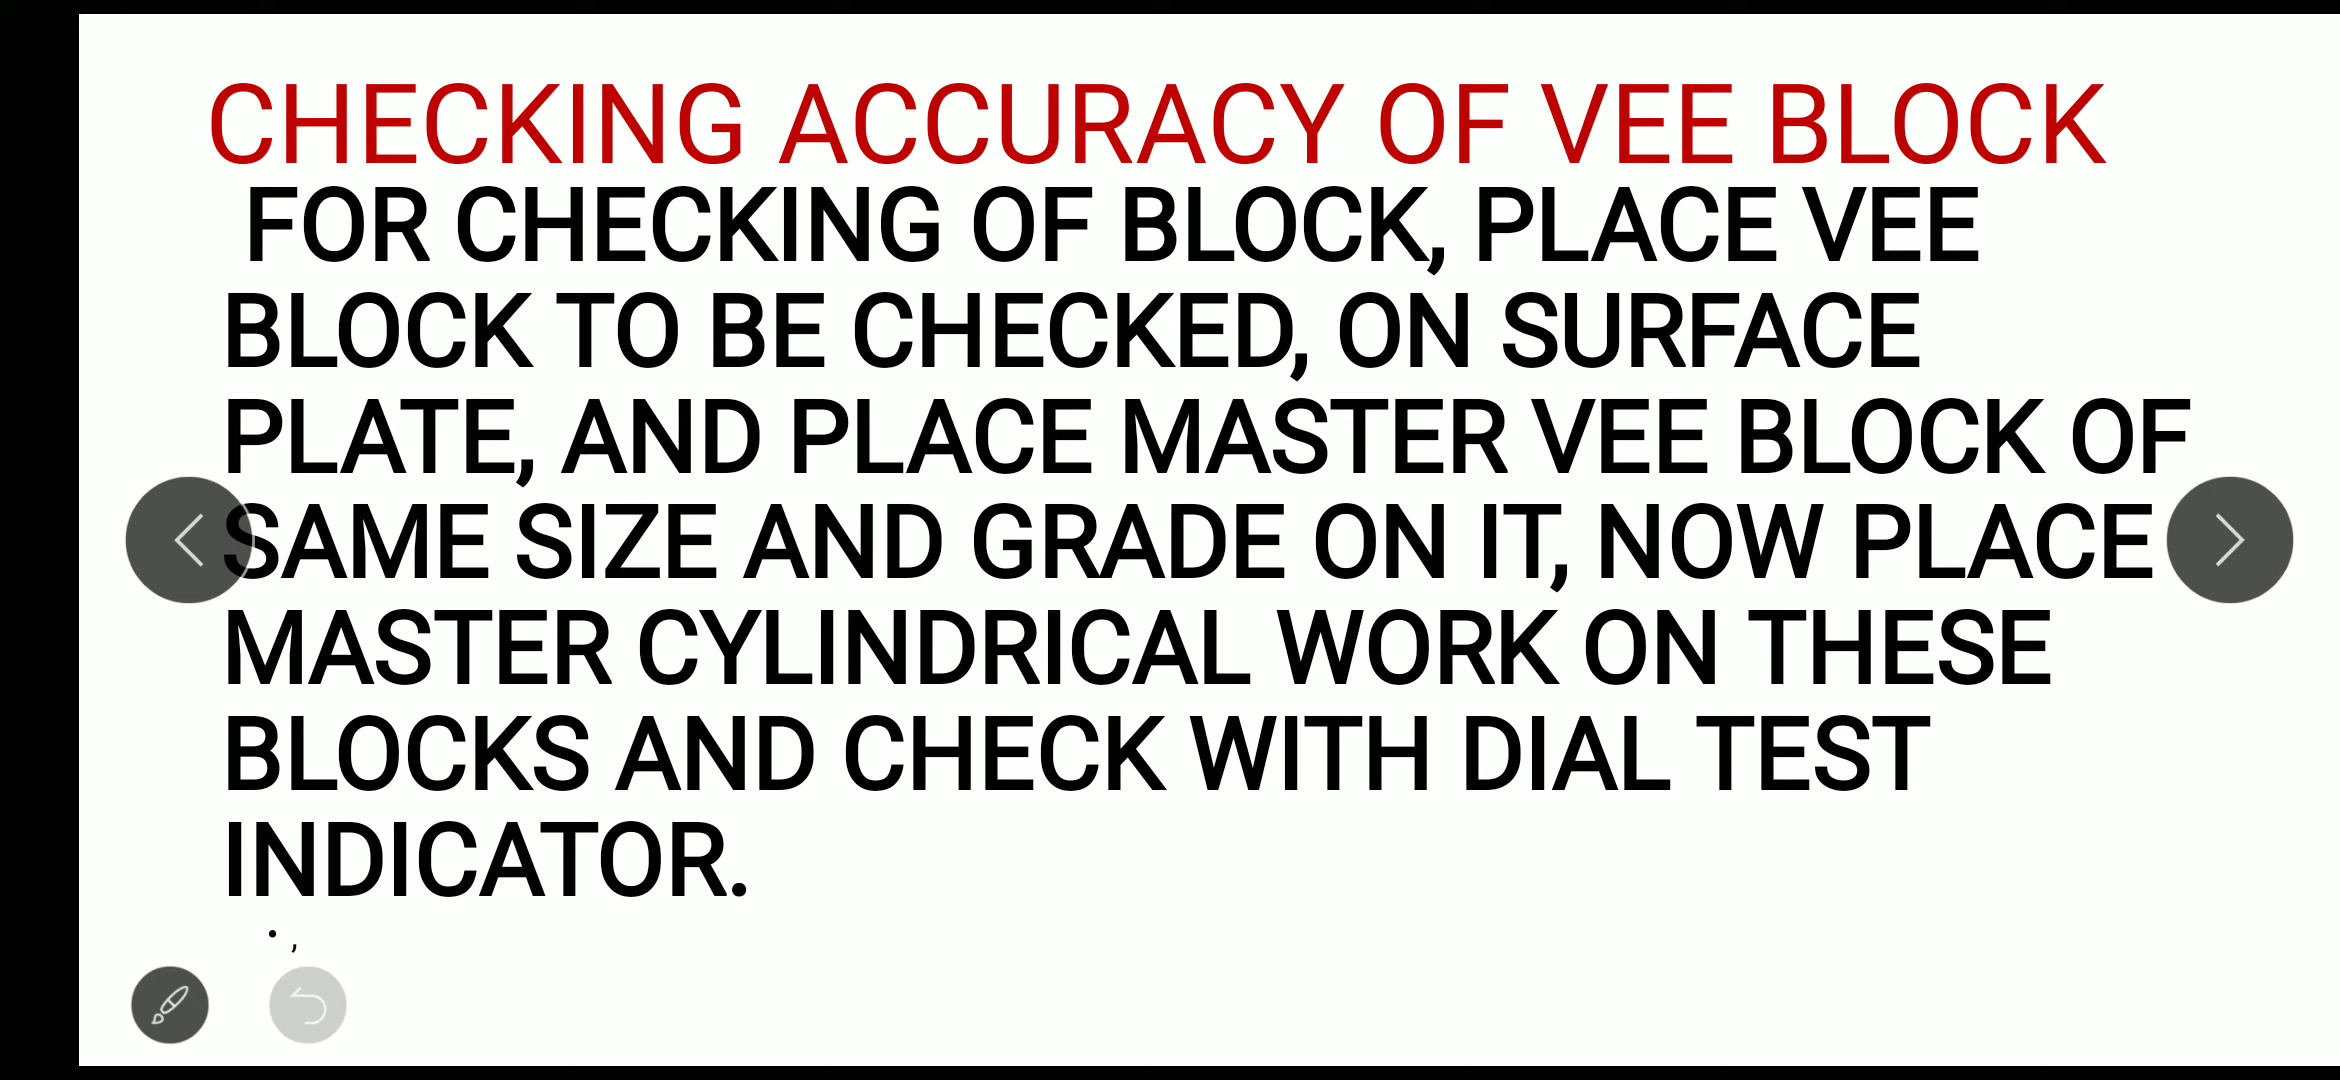 CHECKING ACCURACY OF VEE BLOCK
FOR CHECKING OF BLOCK, PLACE VEE
BLOCK TO BE CHECKED, ON SURFACE
PLATE, AND PLACE MASTER VEE BLOCK OF
SAME SIZE AND GRADE ON IT, NOW PLACE
MASTER CYLINDRICAL WORK ON THESE
BLOCKS AND CHECK WITH DIAL TEST
INDICATOR.
• ,